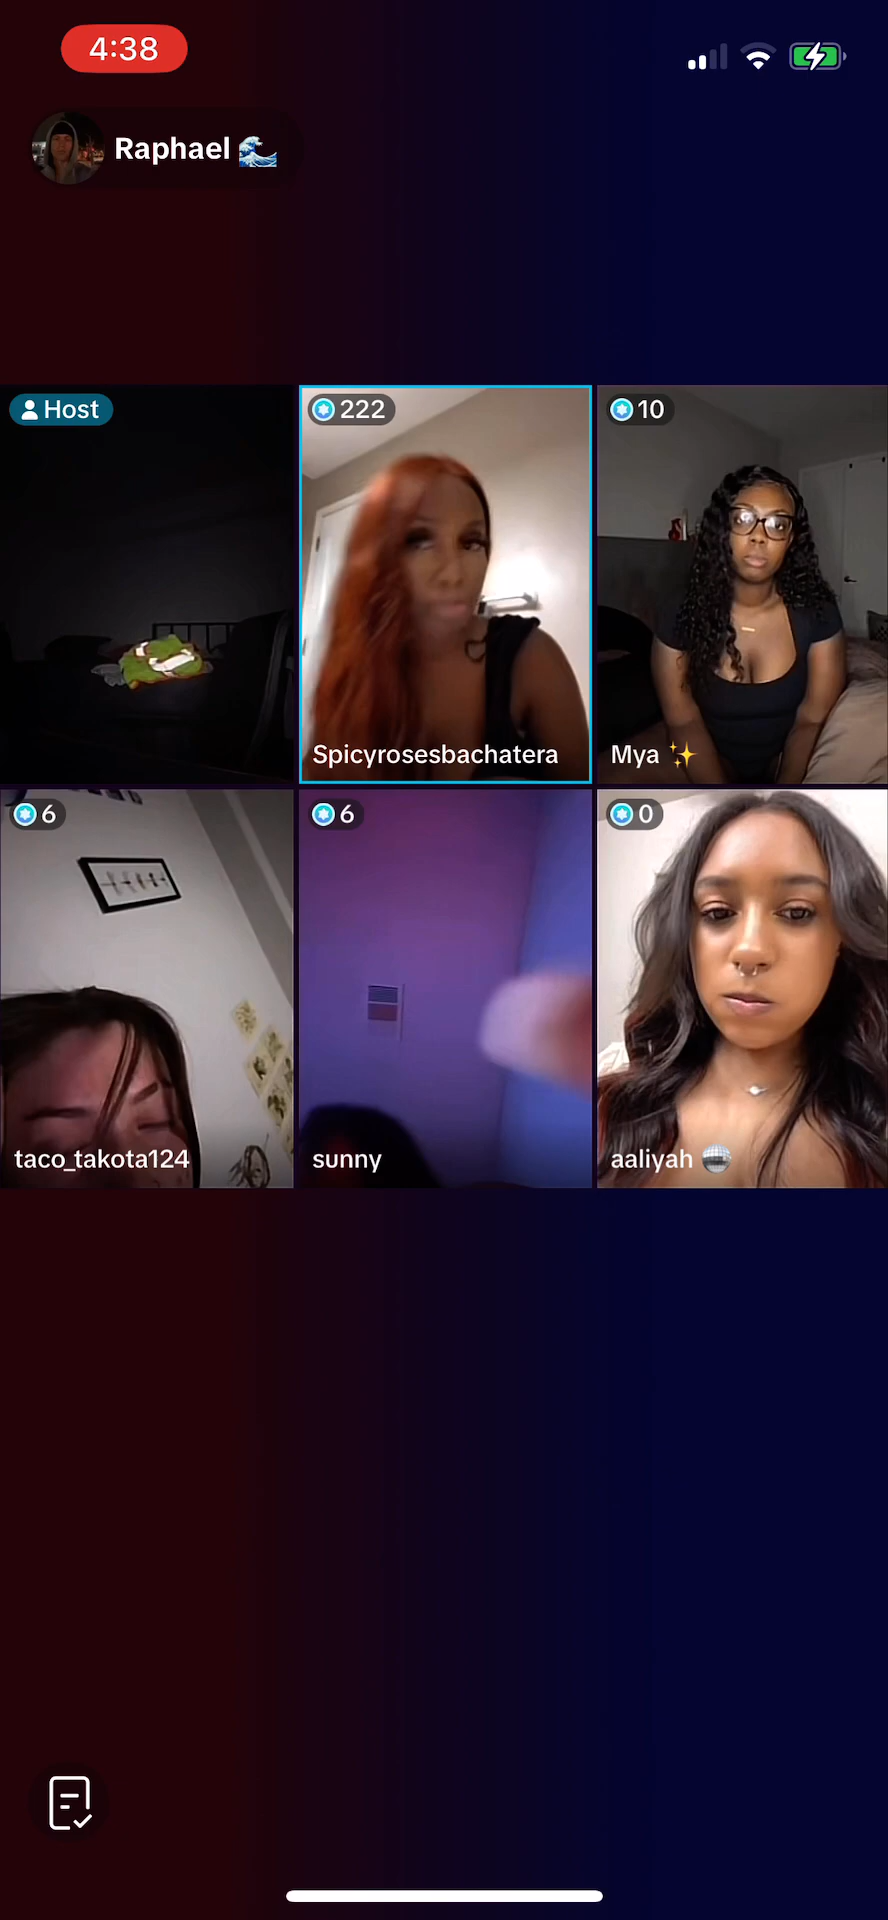 4:38
Raphael 🌊
Host
222
10
Spicyrosesbachatera
Mya ✨
6
6
0
taco_takota124
sunny
aaliyah 🪩